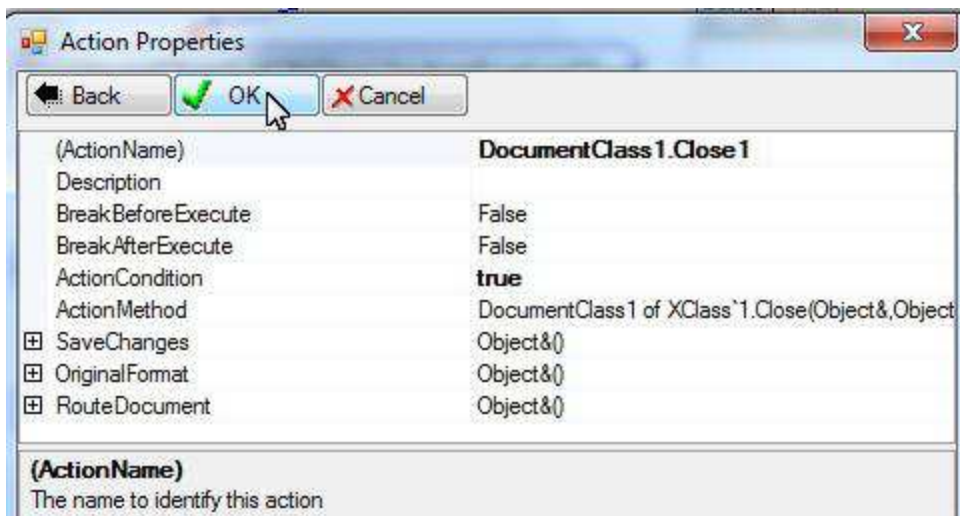 Action Properties
Back OK Cancel
(ActionName) DocumentClass1.Close1
Description
BreakBeforeExecute False
BreakAfterExecute False
ActionCondition true
ActionMethod DocumentClass1 of XClass`1.Close(Object&,Object
SaveChanges Object&()
OriginalFormat Object&()
RouteDocument Object&()
(ActionName)
The name to identify this action